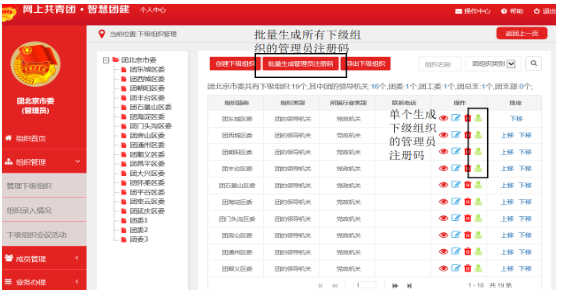 网上共青团·智慧团建 个人中心
操作中心 帮助 退出
当前位置:下级组织管理
返回上一页
批量生成所有下级组
织的管理员注册码
团北京市委
(管理员)
组织首页
组织管理
管理下级组织
组织录入情况
下级组织会议活动
成员管理
业务办理
团北京市委
团东城区委
团西城区委
团朝阳区委
团丰台区委
团石景山区委
团海淀区委
团门头沟区委
团房山区委
团通州区委
团顺义区委
团昌平区委
团大兴区委
团怀柔区委
团平谷区委
团密云区委
团延庆区委
团委1
团委2
团委3
创建下级组织 批量生成管理员注册码 导出下级组织
组织名称 团组织类别
团北京市委共有下级组织:19个,其中团的领导机关:16个,团委:1个,团工委:1个,团总支:1个,团支部:0个;
组织简称 组织类别 所属行业类别 联系电话 操作 排序
单个生成
下级组织
的管理员
注册码
团东城区委 团的领导机关 党政机关 下移
团西城区委 团的领导机关 党政机关 上移 下移
团朝阳区委 团的领导机关 党政机关 上移 下移
团丰台区委 团的领导机关 党政机关 上移 下移
团石景山区委 团的领导机关 党政机关 上移 下移
团海淀区委 团的领导机关 党政机关 上移 下移
团门头沟区委 团的领导机关 党政机关 上移 下移
团房山区委 团的领导机关 党政机关 上移 下移
团通州区委 团的领导机关 党政机关 上移 下移
团顺义区委 团的领导机关 党政机关 上移 下移
1
1 - 10 共 19 条